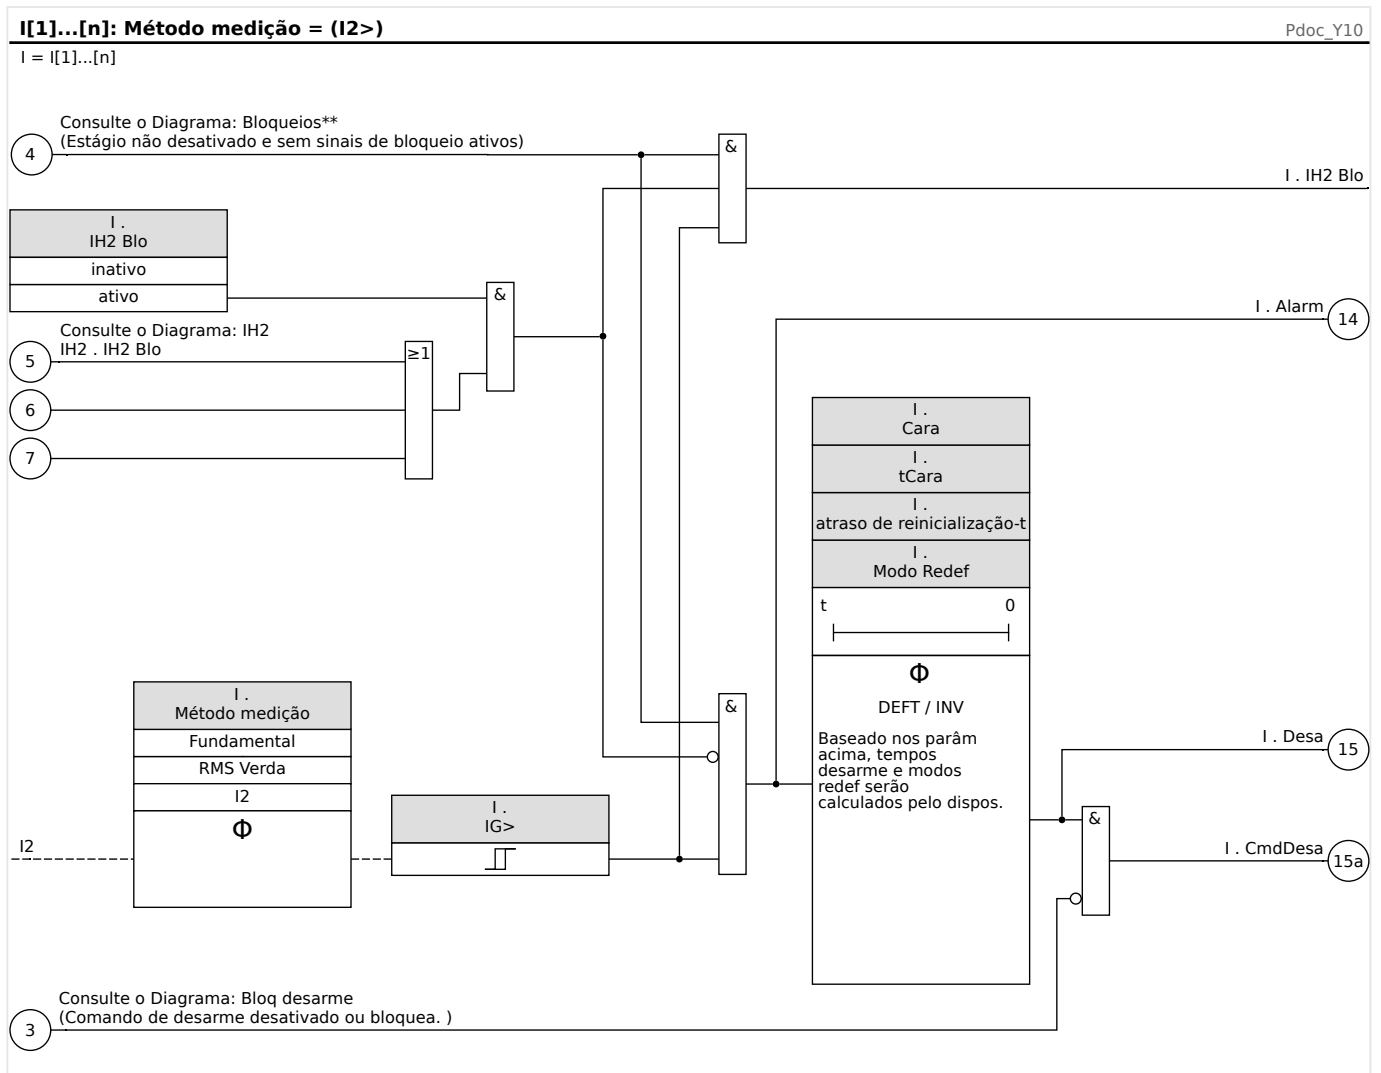 I[1]...[n]: Método medição = (I2>)
Pdoc_Y10
I = I[1]...[n]
Consulte o Diagrama: Bloqueios**
(Estágio não desativado e sem sinais de bloqueio ativos)
4
&
I . IH2 Blo
I .
IH2 Blo
inativo
ativo
&
I . Alarm
14
Consulte o Diagrama: IH2
IH2 . IH2 Blo
5
≥1
6
7
I .
Cara
I .
tCara
I .
atraso de reinicialização-t
I .
Modo Redef
t
0
Φ
DEFT / INV
Baseado nos parâm
acima, tempos
desarme e modos
redef serão
calculados pelo dispos.
I .
Método medição
Fundamental
RMS Verda
I2
Φ
&
I . Desa
15
I2
I .
IG>
&
I . CmdDesa
15a
Consulte o Diagrama: Bloq desarme
(Comando de desarme desativado ou bloquea. )
3